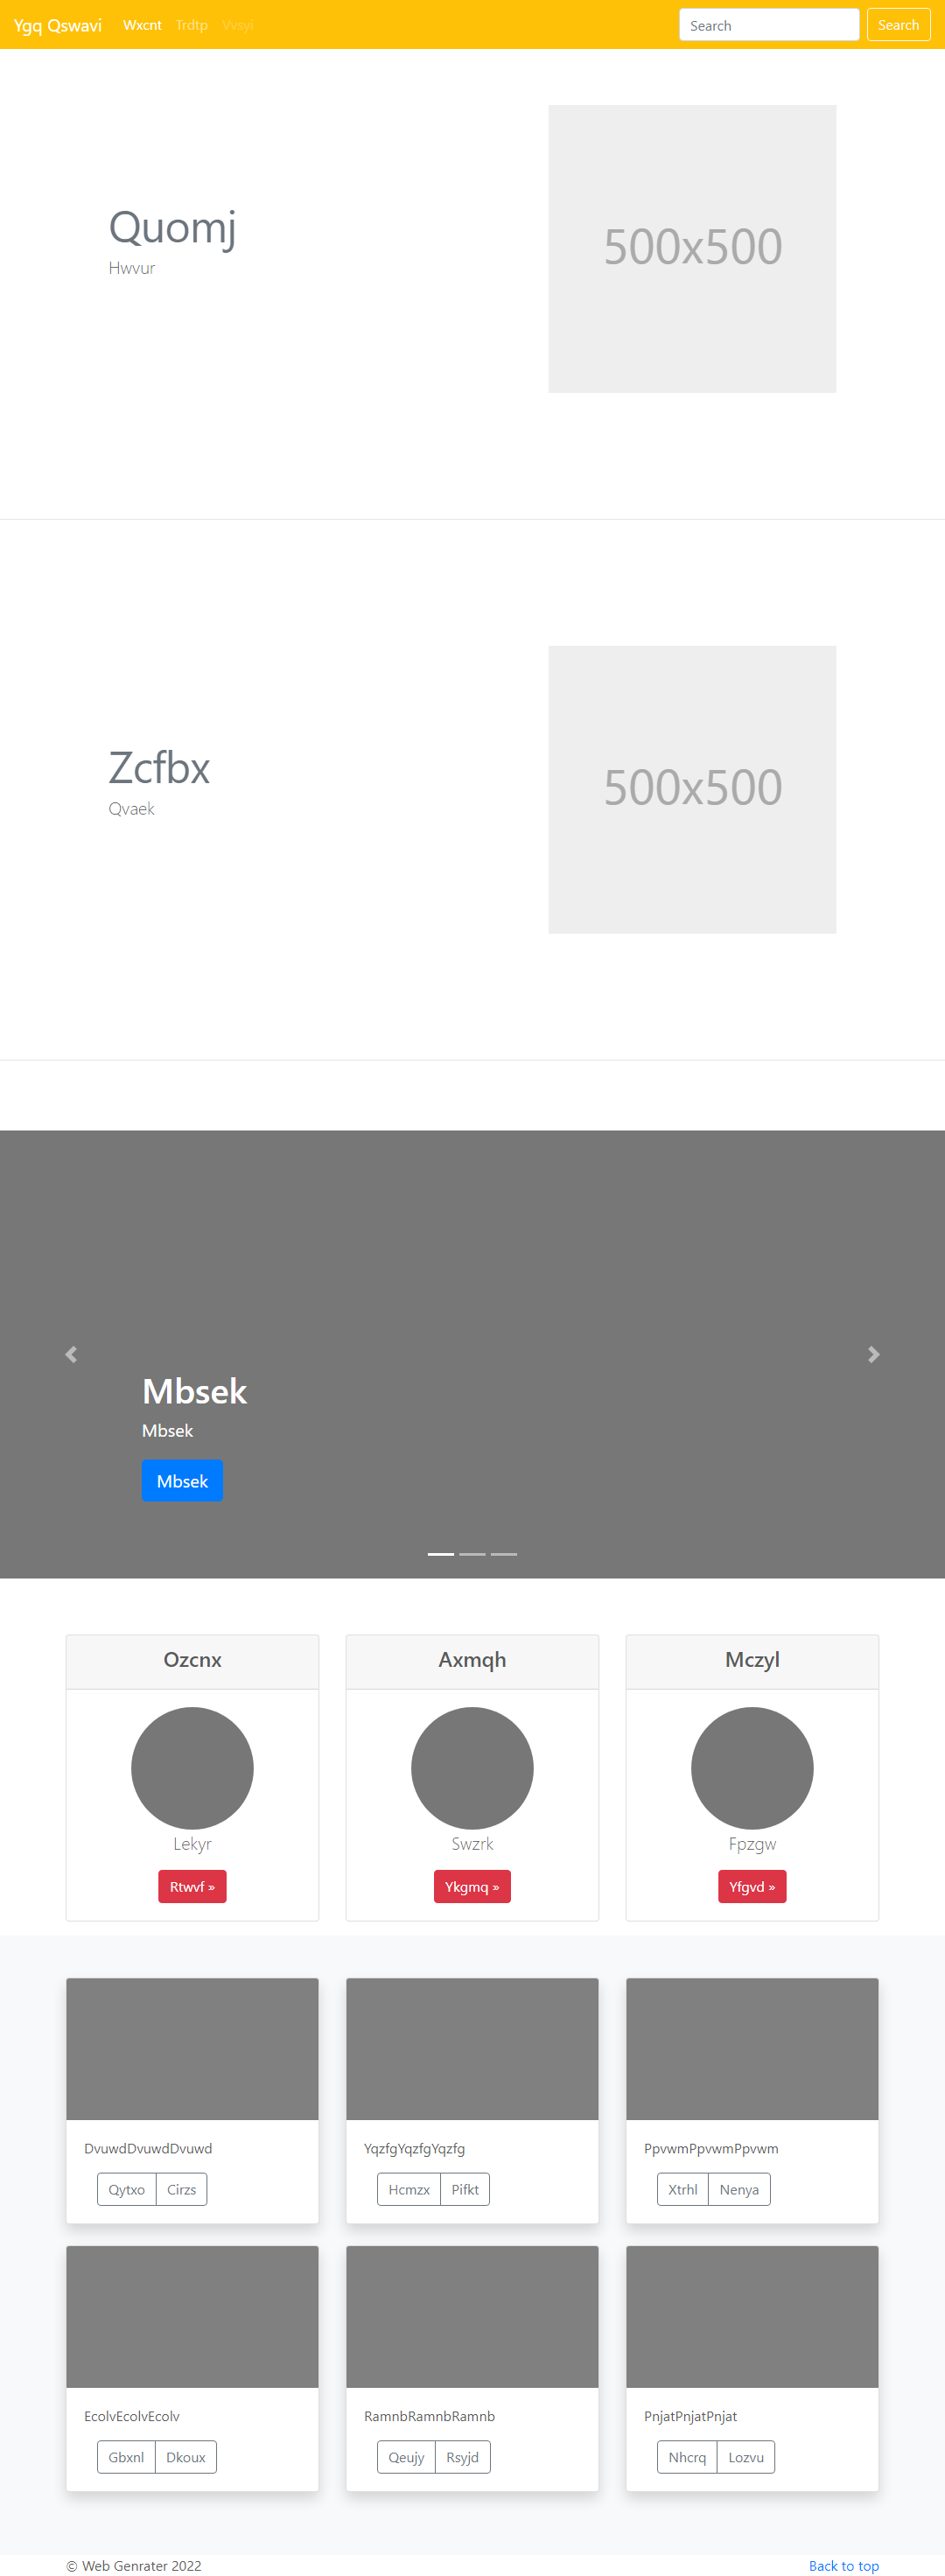 Ygq Qswavi Wxcnt Trdtp Vvsyi Search Search
Quomj
Hwvur
500x500
Zcfbx
Qvaek
500x500
Mbsek
Mbsek
Mbsek
Ozcnx Axmqh Mczyl
Lekyr Swzrk Fpzgw
Rtwvf » Ykgmq » Yfgvd »
DvuwdDvuwdDvuwd YqzfgYqzfgYqzfg PpvwmPpvwmPpvwm
Qytxo Cirzs Hcmzx Pifkt Xtrhl Nenya
EcolvEcolvEcolv RamnbRamnbRamnb PnjatPnjatPnjat
Gbxnl Dkoux Qeujy Rsyjd Nhcrq Lozvu
© Web Genrater 2022 Back to top